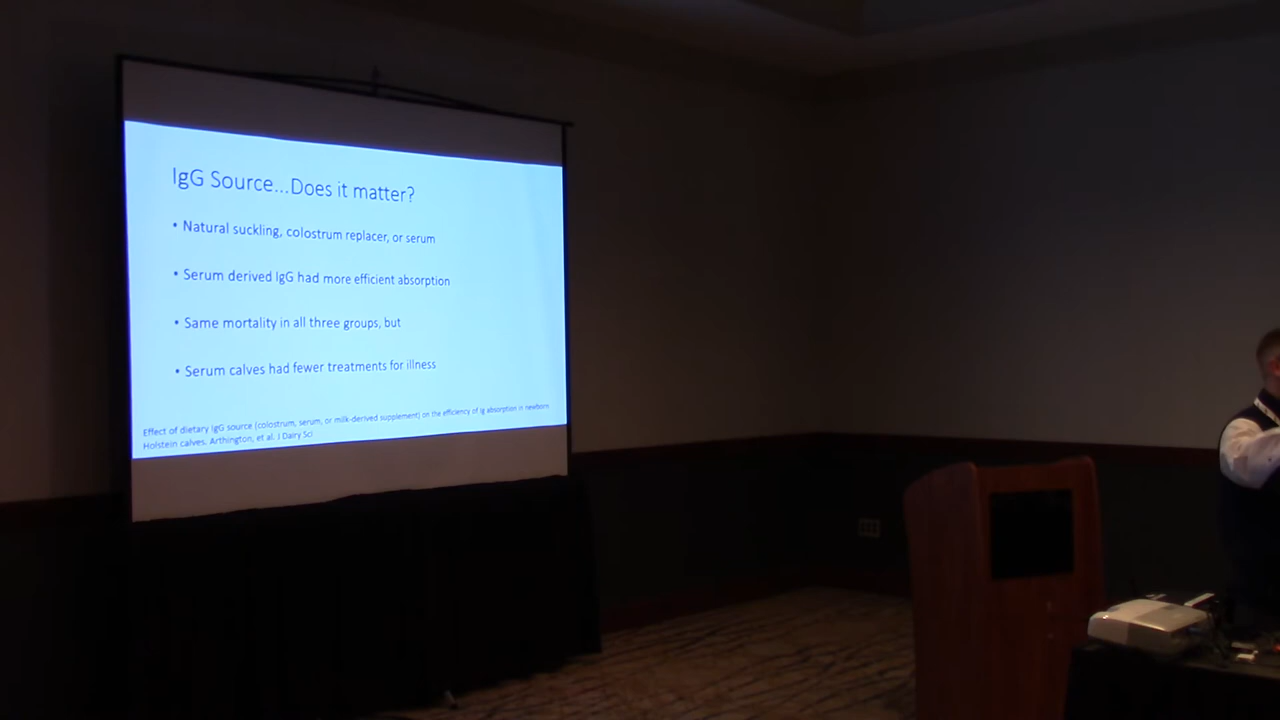 IgG Source...Does it matter?
• Natural suckling, colostrum replacer, or serum
• Serum derived IgG had more efficient absorption
• Same mortality in all three groups, but
• Serum calves had fewer treatments for illness
Effect of dietary IgG source (colostrum, serum, or milk-derived supplement) on the efficiency of Ig absorption in newborn
Holstein calves. Arthington, et al. J Dairy Sci